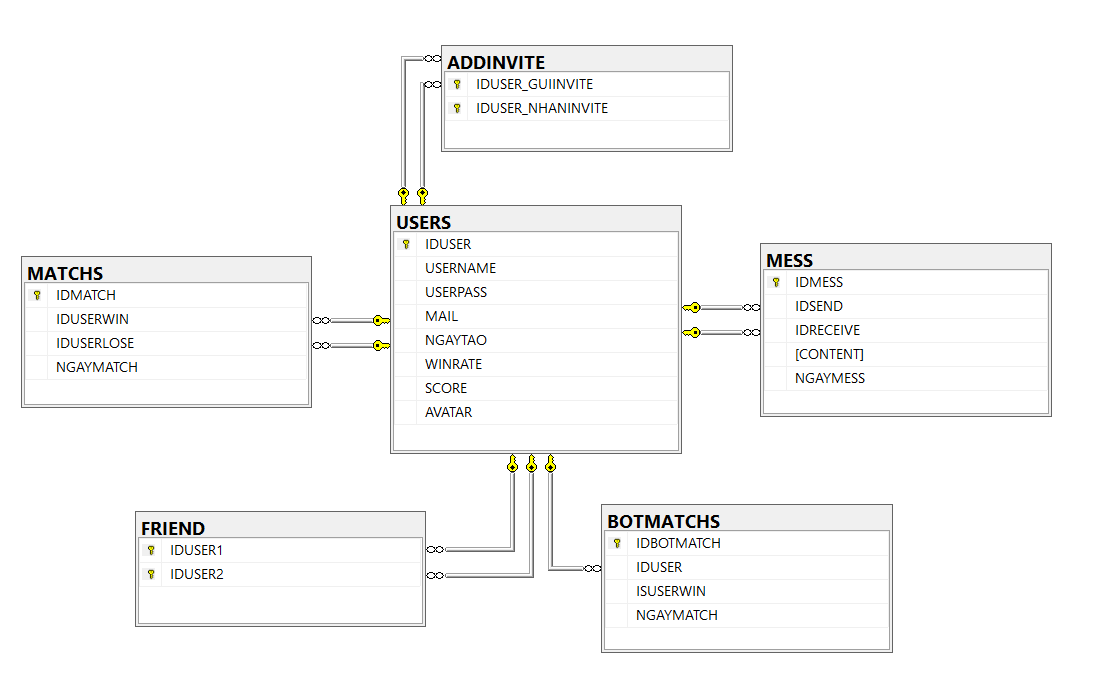 ADDINVITE
IDUSER_GUIINVITE
IDUSER_NHANINVITE
USERS
IDUSER
USERNAME
USERPASS
MAIL
NGAYTAO
WINRATE
SCORE
AVATAR
MATCHS
IDMATCH
IDUSERWIN
IDUSERLOSE
NGAYMATCH
MESS
IDMESS
IDSEND
IDRECEIVE
[CONTENT]
NGAYMESS
FRIEND
IDUSER1
IDUSER2
BOTMATCHS
IDBOTMATCH
IDUSER
ISUSERWIN
NGAYMATCH